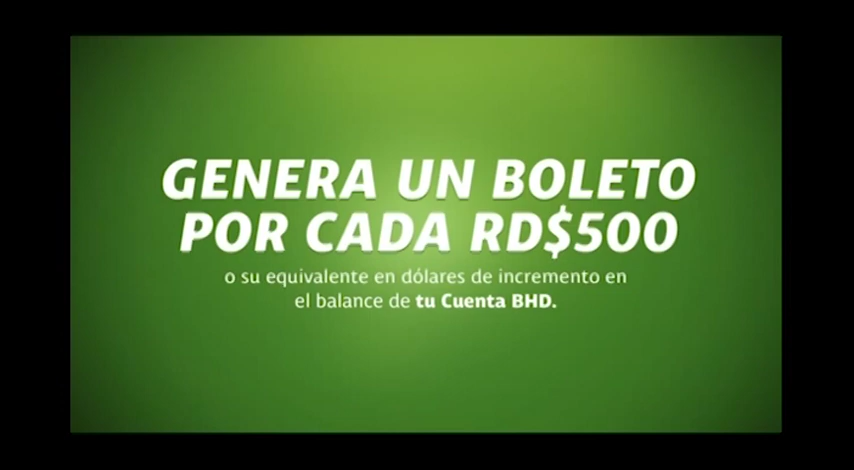 GENERA UN BOLETO
POR CADA RD$500
o su equivalente en dólares de incremento en
el balance de tu Cuenta BHD.